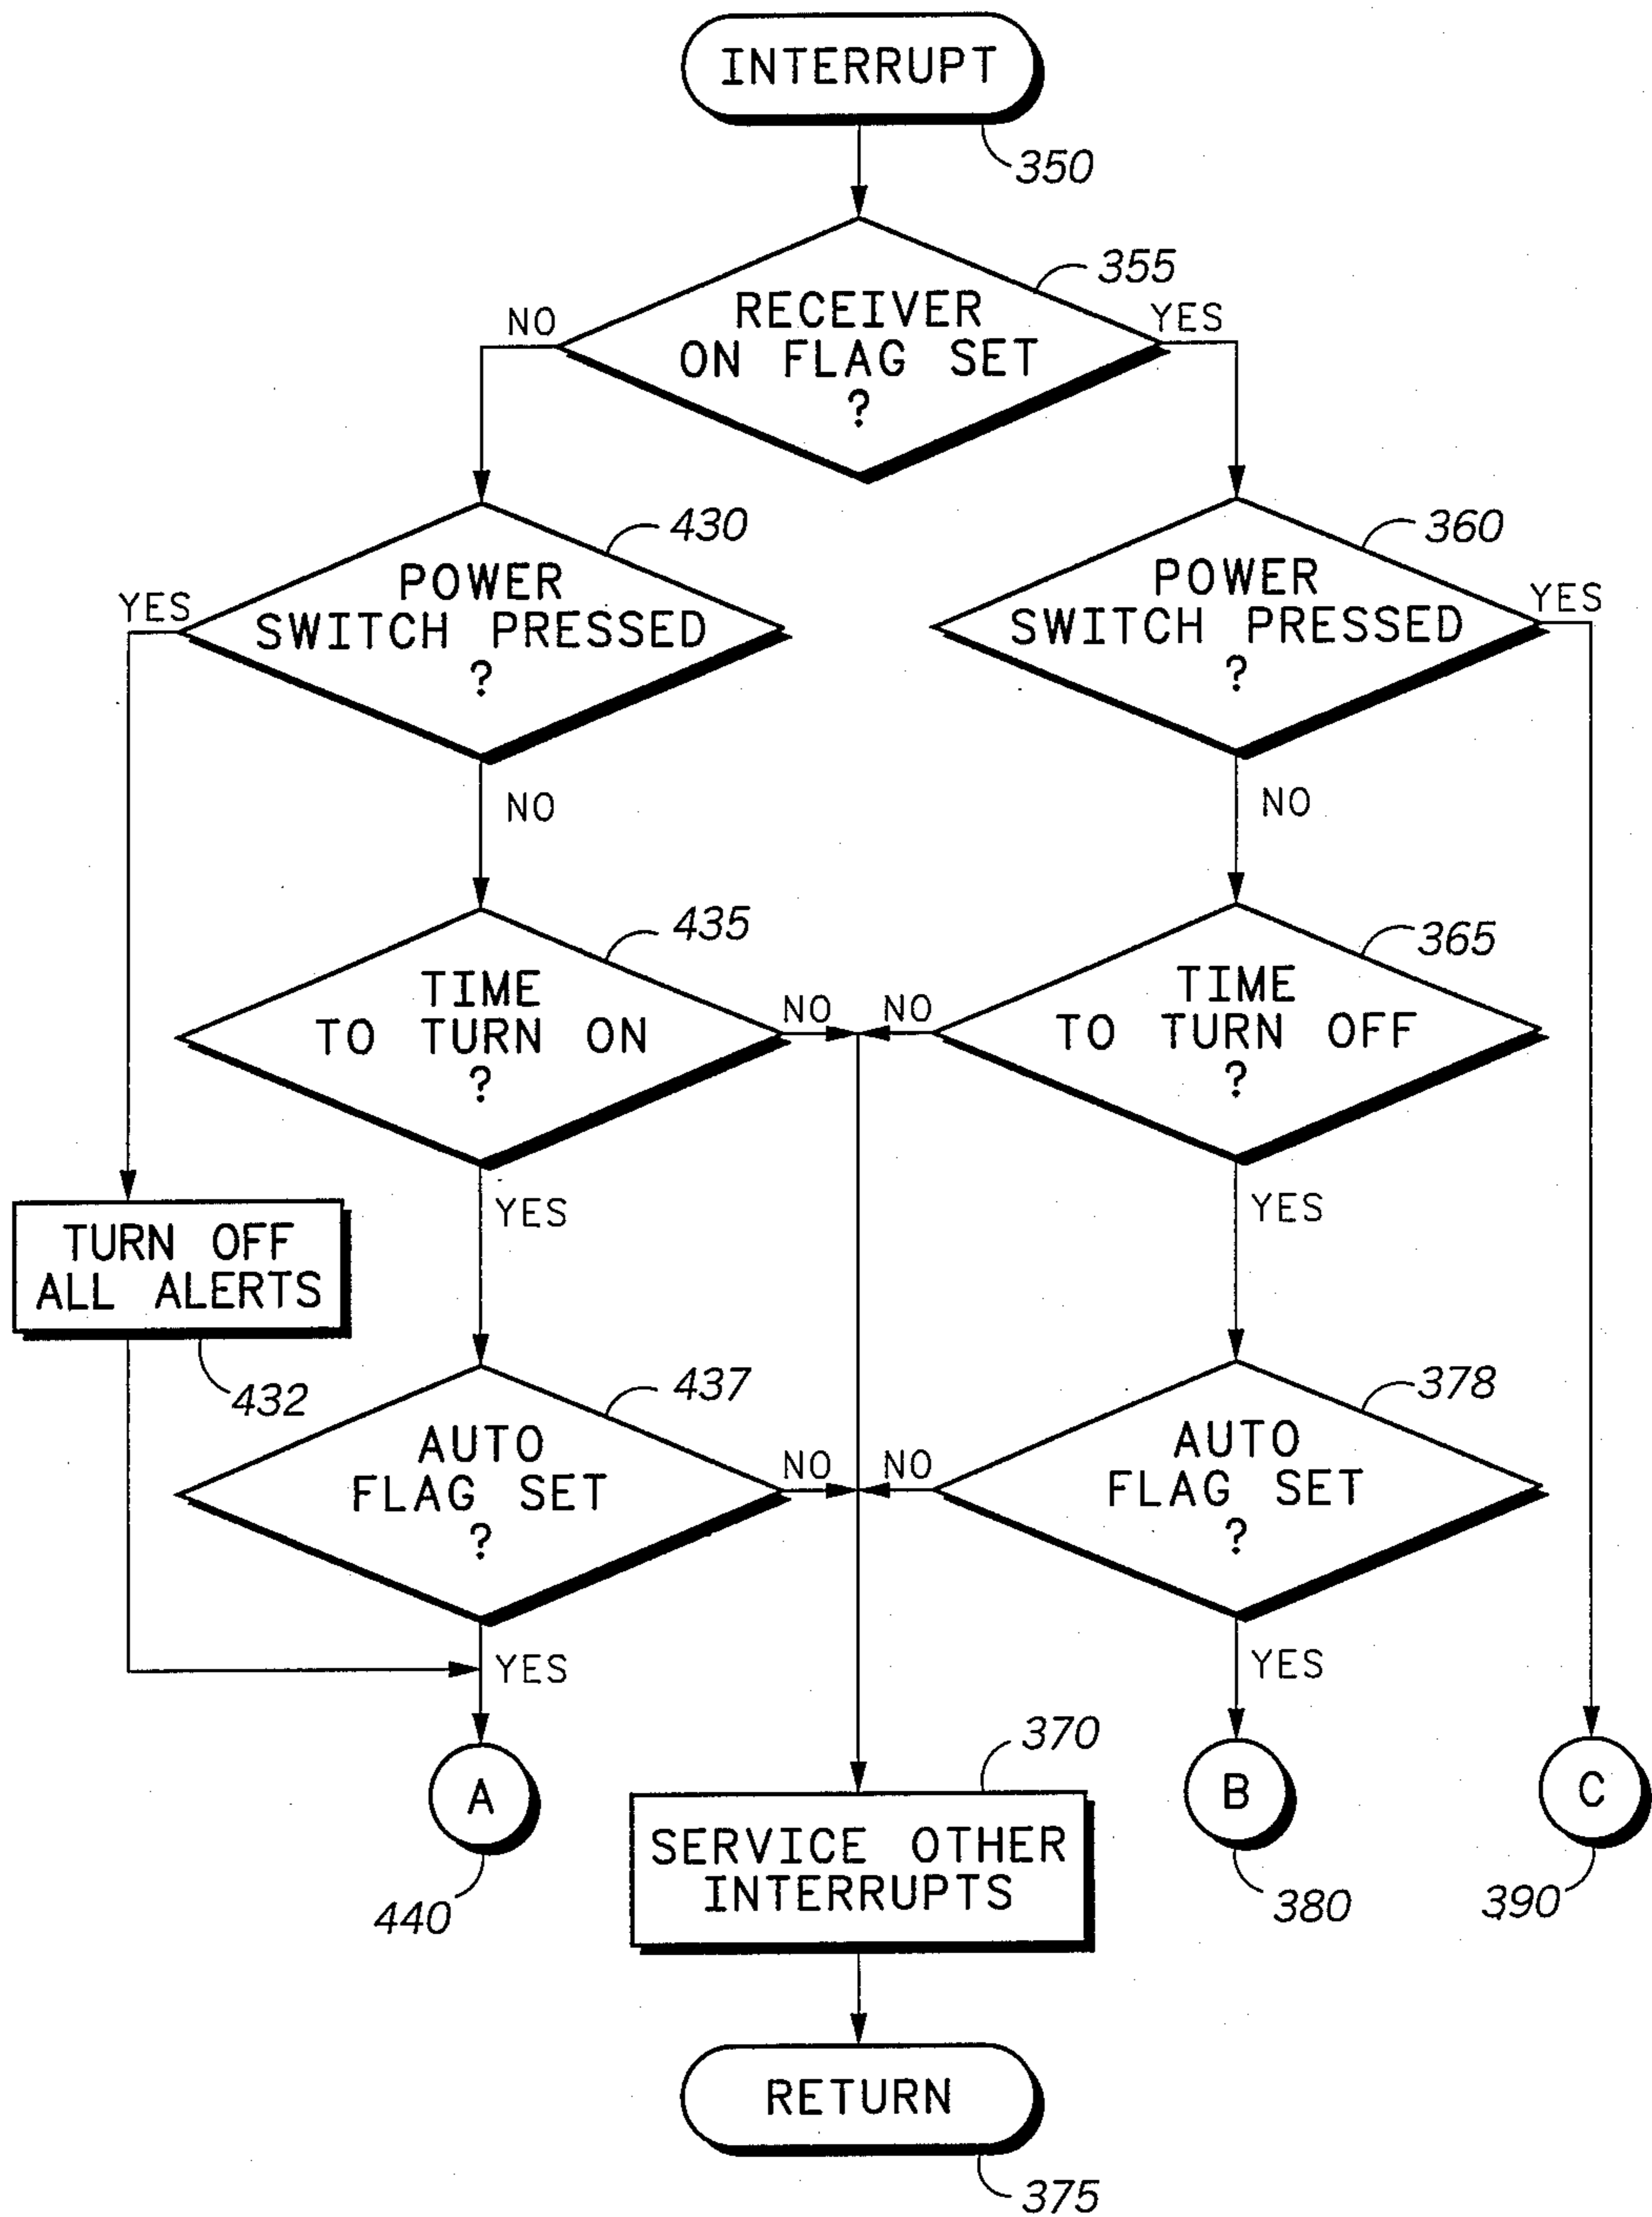 INTERRUPT
350
355
RECEIVER
ON FLAG SET
?
NO
YES
430
POWER
SWITCH PRESSED
?
YES
NO
360
POWER
SWITCH PRESSED
?
YES
NO
435
TIME
TO TURN ON
?
NO
YES
365
TIME
TO TURN OFF
?
NO
YES
TURN OFF
ALL ALERTS
432
437
AUTO
FLAG SET
?
NO
YES
378
AUTO
FLAG SET
?
NO
YES
A
440
370
SERVICE OTHER
INTERRUPTS
B
380
C
390
RETURN
375